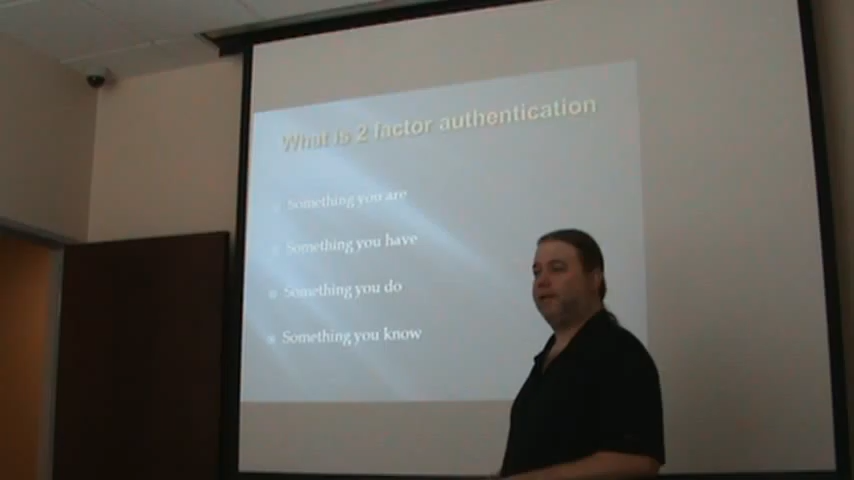 What is 2 factor authentication
Something you are
Something you have
Something you do
Something you know